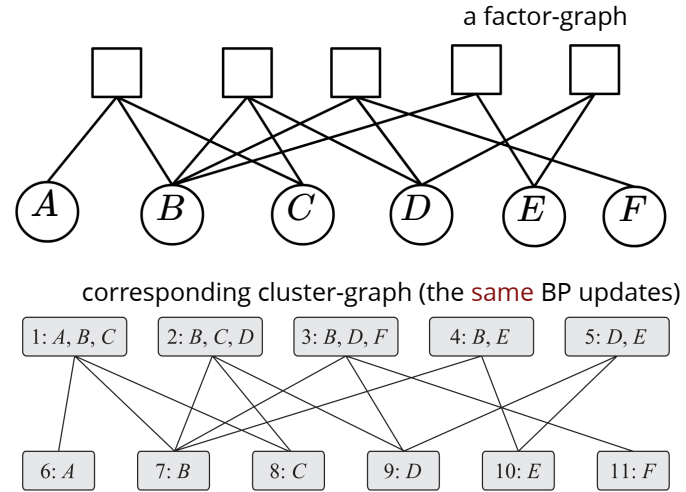 a factor-graph
A B C D E F
corresponding cluster-graph (the same BP updates)
1: A, B, C 2: B, C, D 3: B, D, F 4: B, E 5: D, E
6: A 7: B 8: C 9: D 10: E 11: F